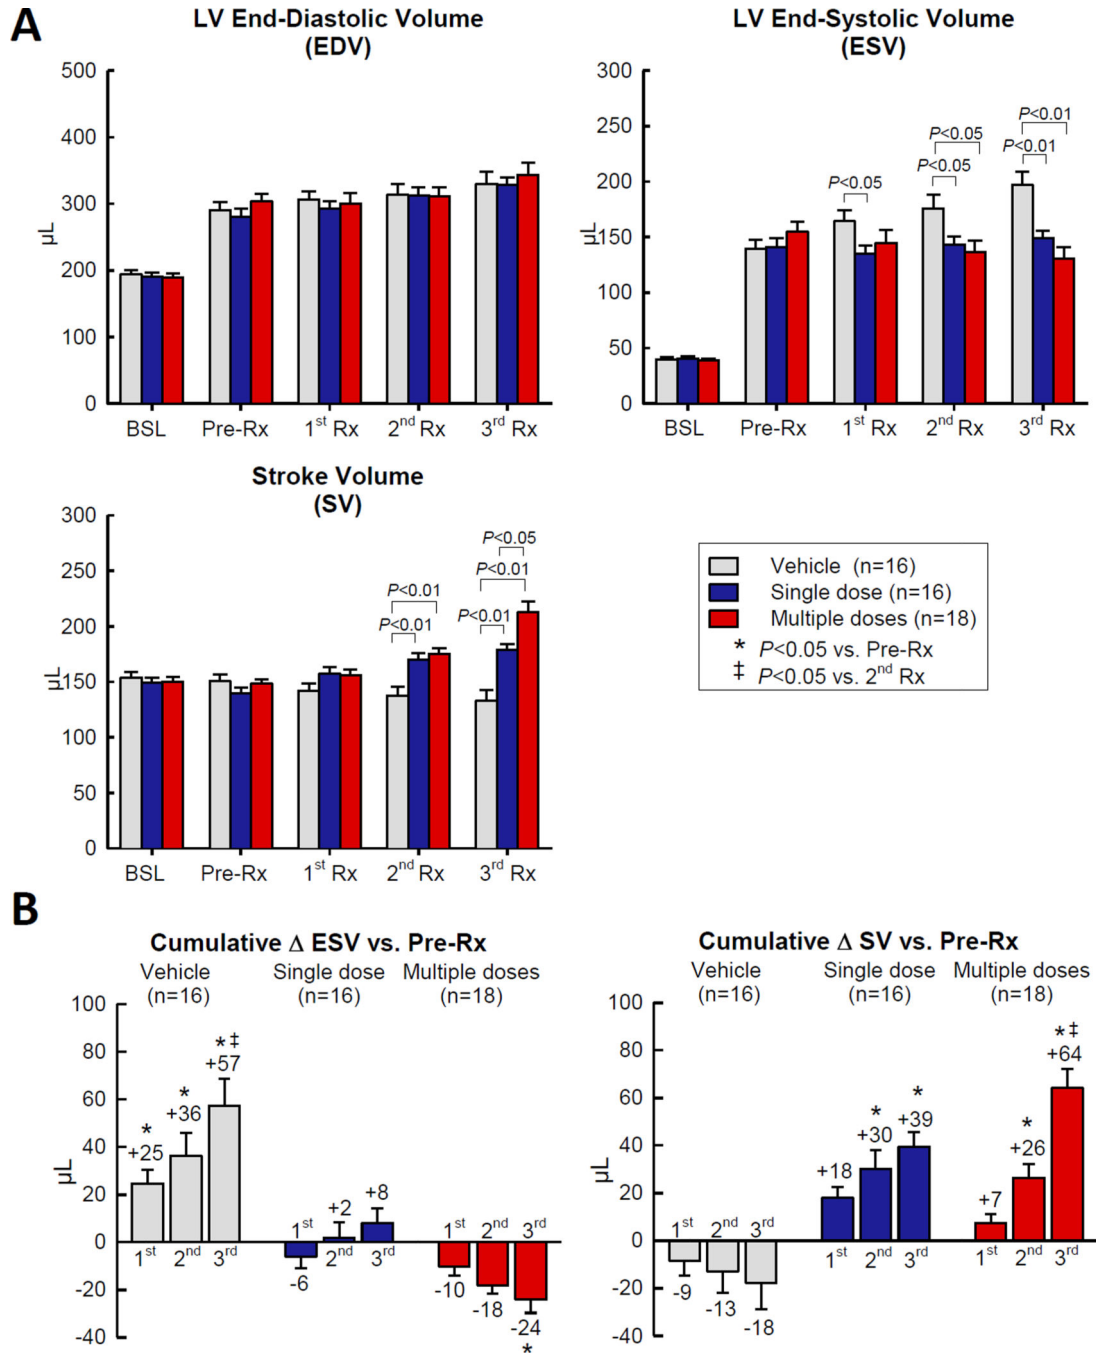 A
LV End-Diastolic Volume
(EDV)
500
400
300
200
100
0
µL
BSL Pre-Rx 1st Rx 2nd Rx 3rd Rx
LV End-Systolic Volume
(ESV)
300
250
200
150
100
50
0
µL
P<0.05
P<0.05
P<0.05
P<0.01
P<0.01
BSL Pre-Rx 1st Rx 2nd Rx 3rd Rx
Stroke Volume
(SV)
300
250
200
150
100
50
0
µL
P<0.01
P<0.01
P<0.05
P<0.01
P<0.01
BSL Pre-Rx 1st Rx 2nd Rx 3rd Rx
Vehicle (n=16)
Single dose (n=16)
Multiple doses (n=18)
* P<0.05 vs. Pre-Rx
‡ P<0.05 vs. 2nd Rx
B
Cumulative Δ ESV vs. Pre-Rx
Vehicle Single dose Multiple doses
(n=16) (n=16) (n=18)
100
80
60
40
20
0
-20
-40
µL
* +25 1st
* +36 2nd
*‡ +57 3rd
1st -6
+2 2nd
+8 3rd
1st -10
2nd -18
3rd -24 *
Cumulative Δ SV vs. Pre-Rx
Vehicle Single dose Multiple doses
(n=16) (n=16) (n=18)
100
80
60
40
20
0
-20
-40
µL
1st -9
2nd -13
3rd -18
+18 1st
* +30 2nd
* +39 3rd
+7 1st
* +26 2nd
*‡ +64 3rd